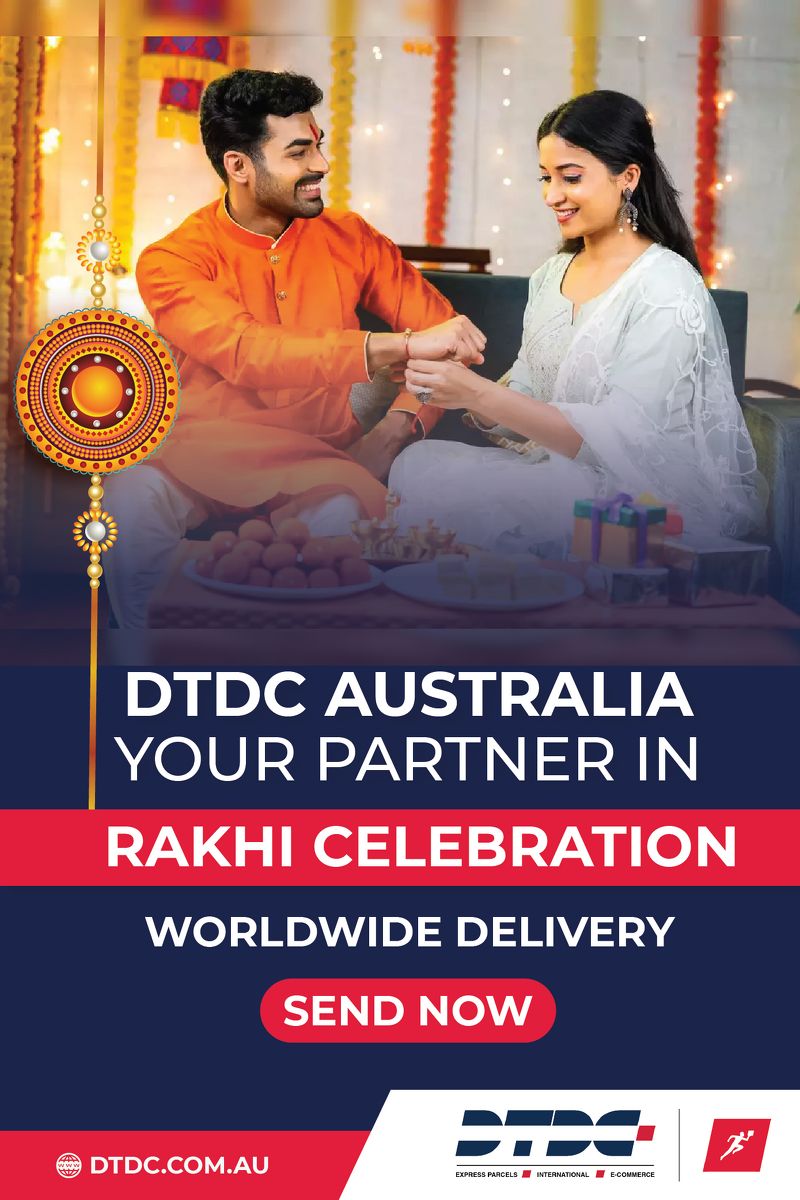 DTDC AUSTRALIA
YOUR PARTNER IN
RAKHI CELEBRATION
WORLDWIDE DELIVERY
SEND NOW
DTDC
EXPRESS PARCELS INTERNATIONAL E-COMMERCE
www DTDC.COM.AU